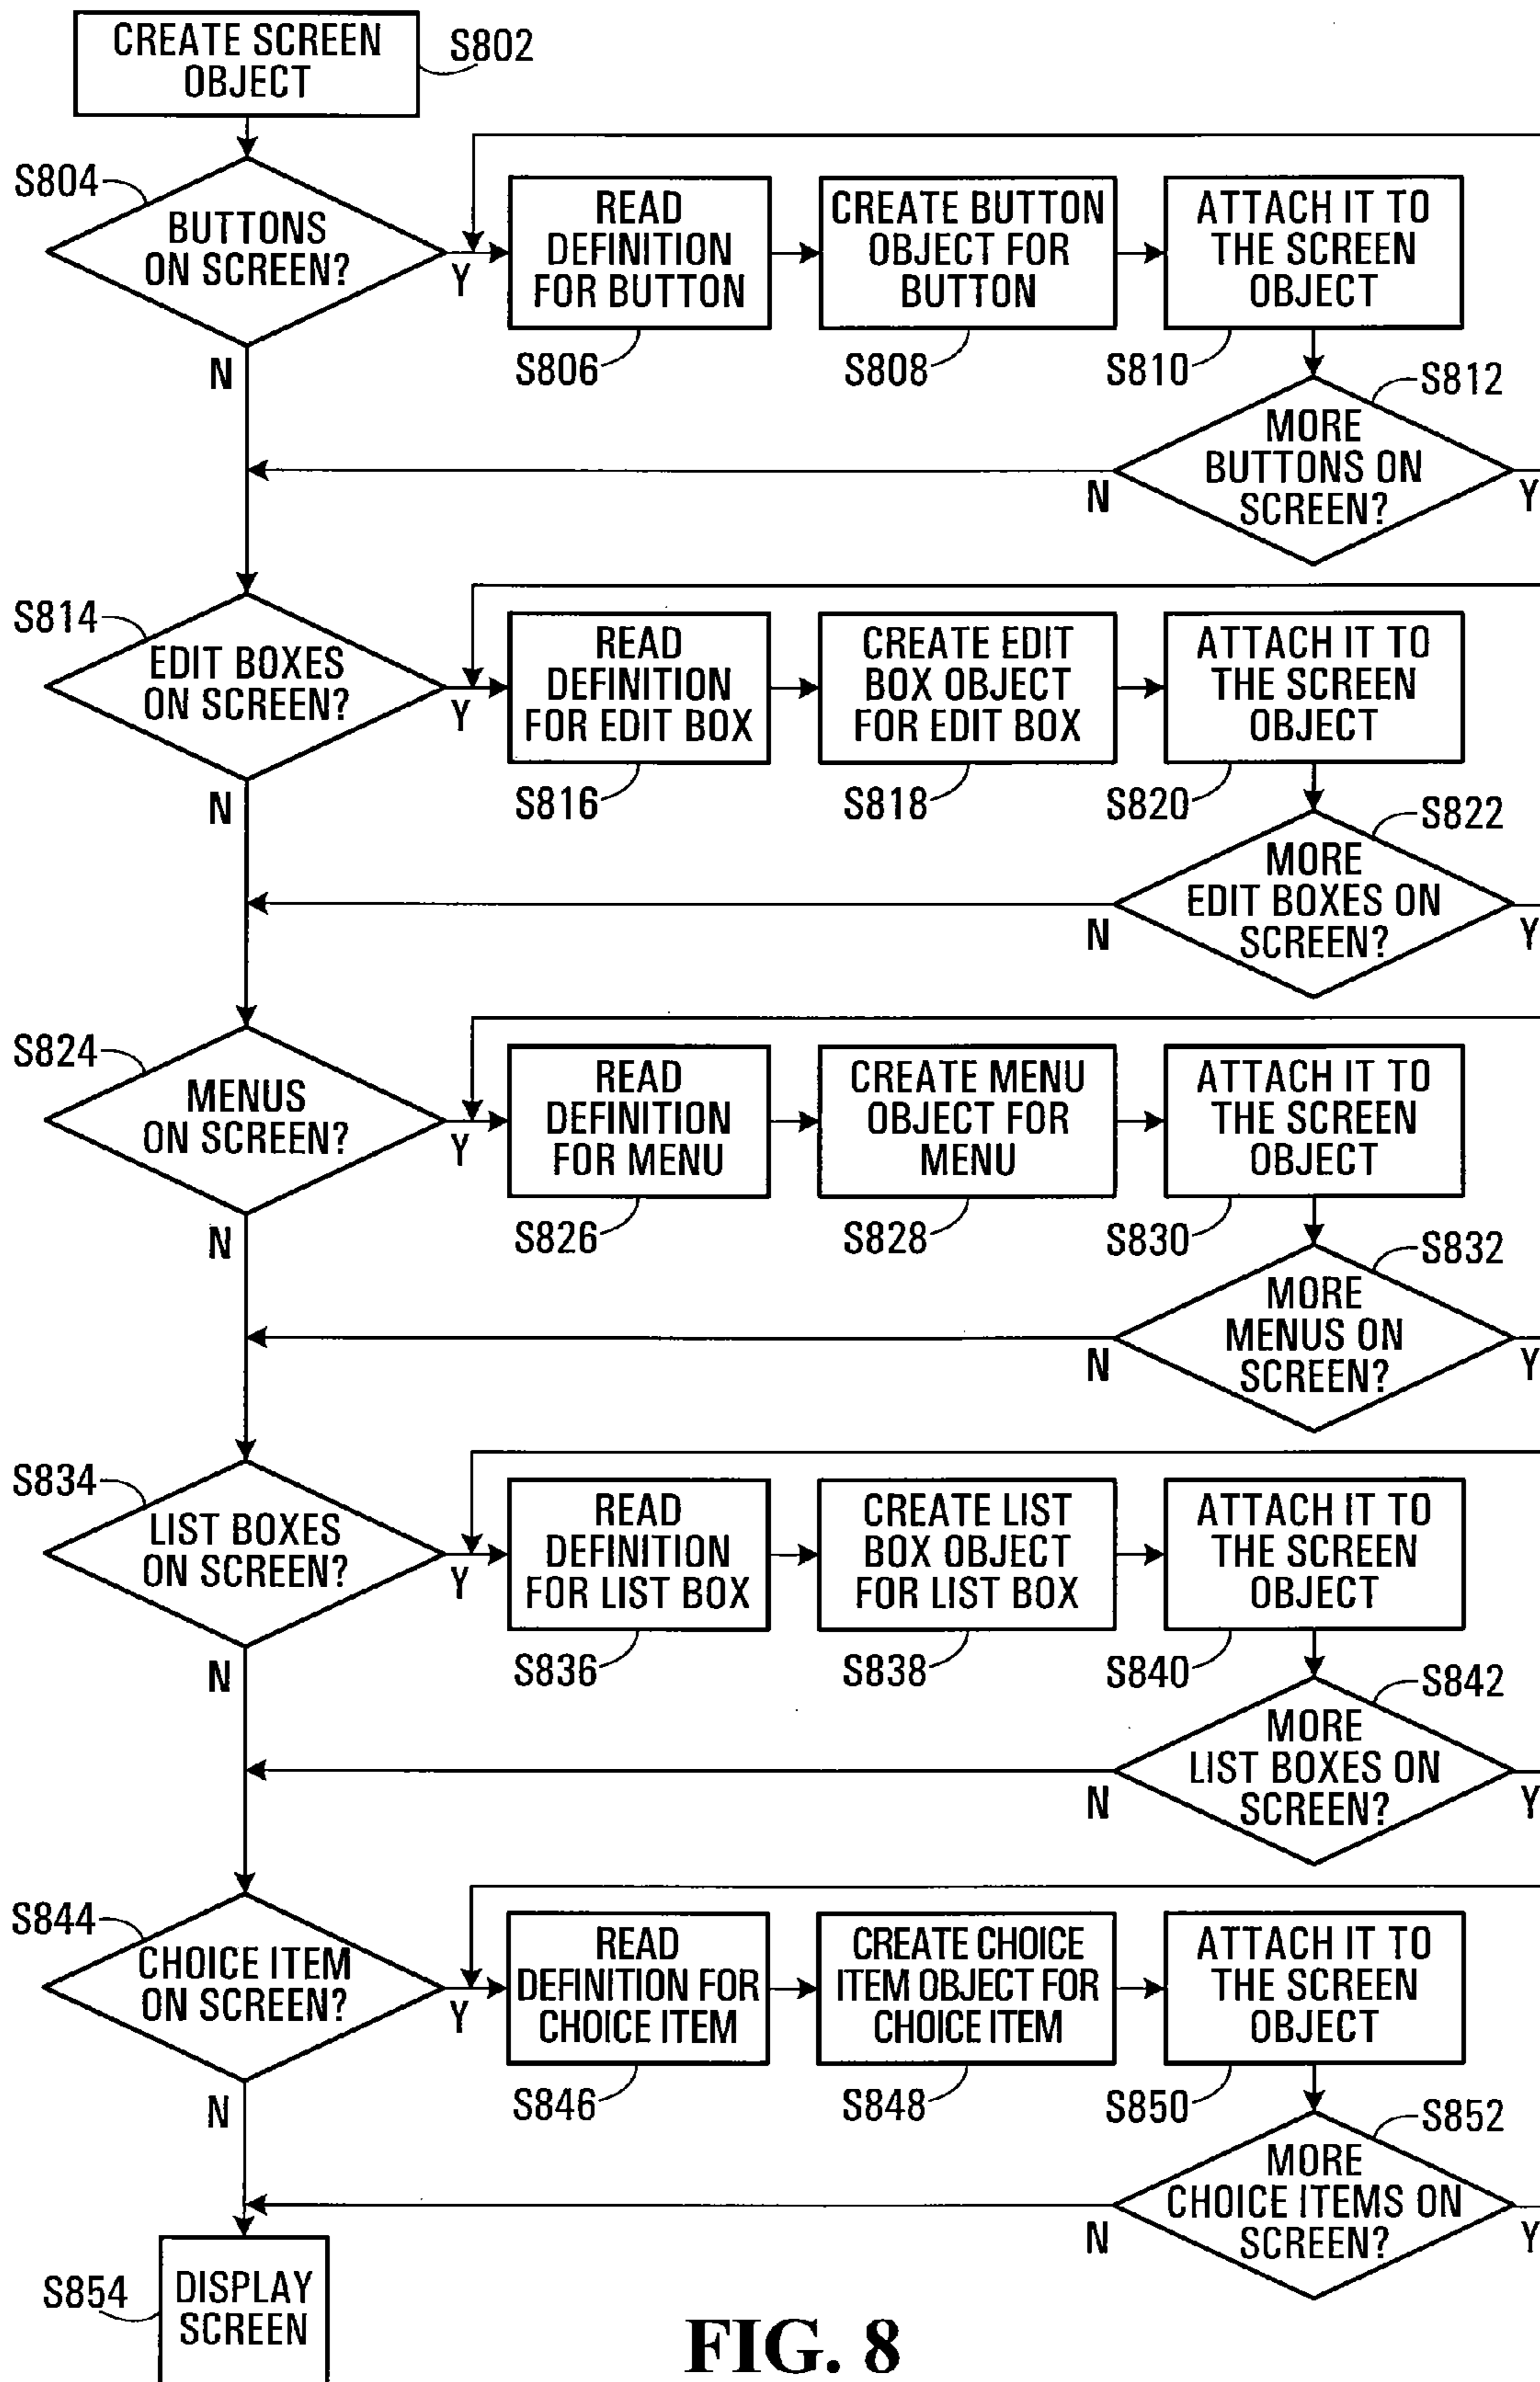 CREATE SCREEN
OBJECT
S802
S804
BUTTONS
ON SCREEN?
Y
N
READ
DEFINITION
FOR BUTTON
S806
CREATE BUTTON
OBJECT FOR
BUTTON
S808
ATTACH IT TO
THE SCREEN
OBJECT
S810
S812
MORE
BUTTONS ON
SCREEN?
N
Y
S814
EDIT BOXES
ON SCREEN?
Y
N
READ
DEFINITION
FOR EDIT BOX
S816
CREATE EDIT
BOX OBJECT
FOR EDIT BOX
S818
ATTACH IT TO
THE SCREEN
OBJECT
S820
S822
MORE
EDIT BOXES ON
SCREEN?
N
Y
S824
MENUS
ON SCREEN?
Y
N
READ
DEFINITION
FOR MENU
S826
CREATE MENU
OBJECT FOR
MENU
S828
ATTACH IT TO
THE SCREEN
OBJECT
S830
S832
MORE
MENUS ON
SCREEN?
N
Y
S834
LIST BOXES
ON SCREEN?
Y
N
READ
DEFINITION
FOR LIST BOX
S836
CREATE LIST
BOX OBJECT
FOR LIST BOX
S838
ATTACH IT TO
THE SCREEN
OBJECT
S840
S842
MORE
LIST BOXES ON
SCREEN?
N
Y
S844
CHOICE ITEM
ON SCREEN?
Y
N
READ
DEFINITION FOR
CHOICE ITEM
S846
CREATE CHOICE
ITEM OBJECT FOR
CHOICE ITEM
S848
ATTACH IT TO
THE SCREEN
OBJECT
S850
S852
MORE
CHOICE ITEMS ON
SCREEN?
N
Y
S854
DISPLAY
SCREEN
FIG. 8